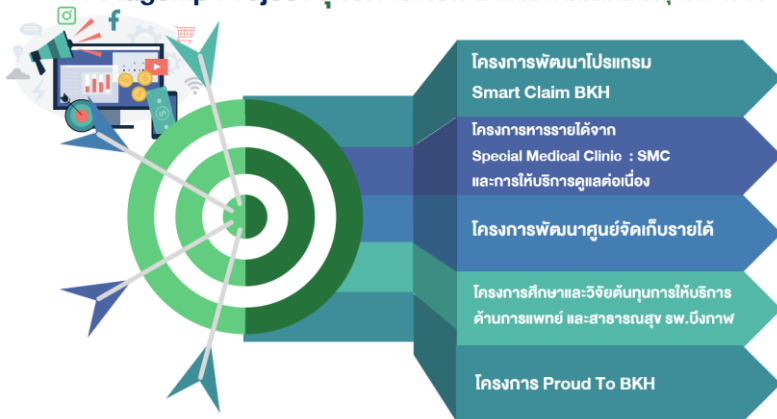 Flagship Project
โครงการพัฒนาโปรแกรม
Smart Claim BKH
โครงการหารรายได้จาก
Special Medical Clinic : SMC
และการให้บริการดูแลต่อเนื่อง
โครงการพัฒนาศูนย์จัดเก็บรายได้
โครงการศึกษาและวิจัยต้นทุนการให้บริการ
ด้านการแพทย์ และสาธารณสุข รพ.บึงกาฬ
โครงการ Proud To BKH